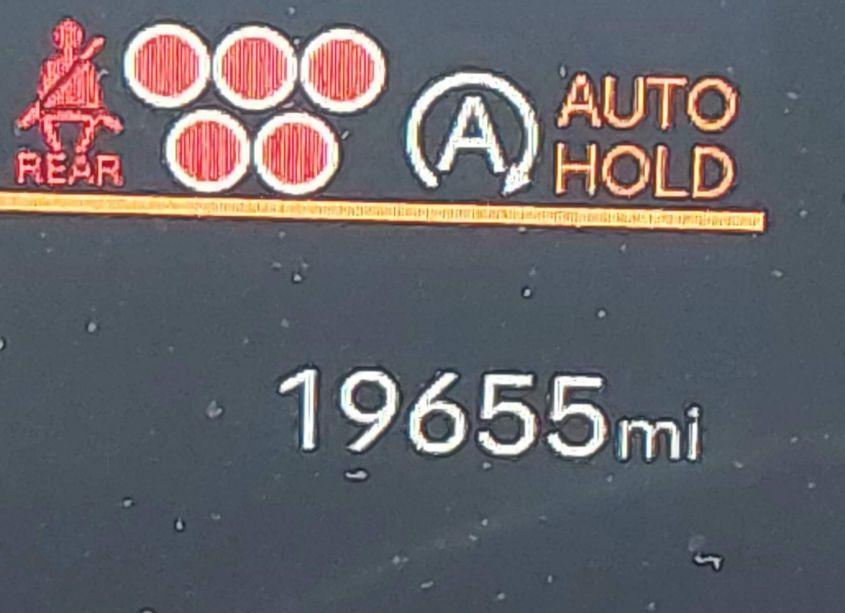 REAR
A
AUTO
HOLD
19655mi